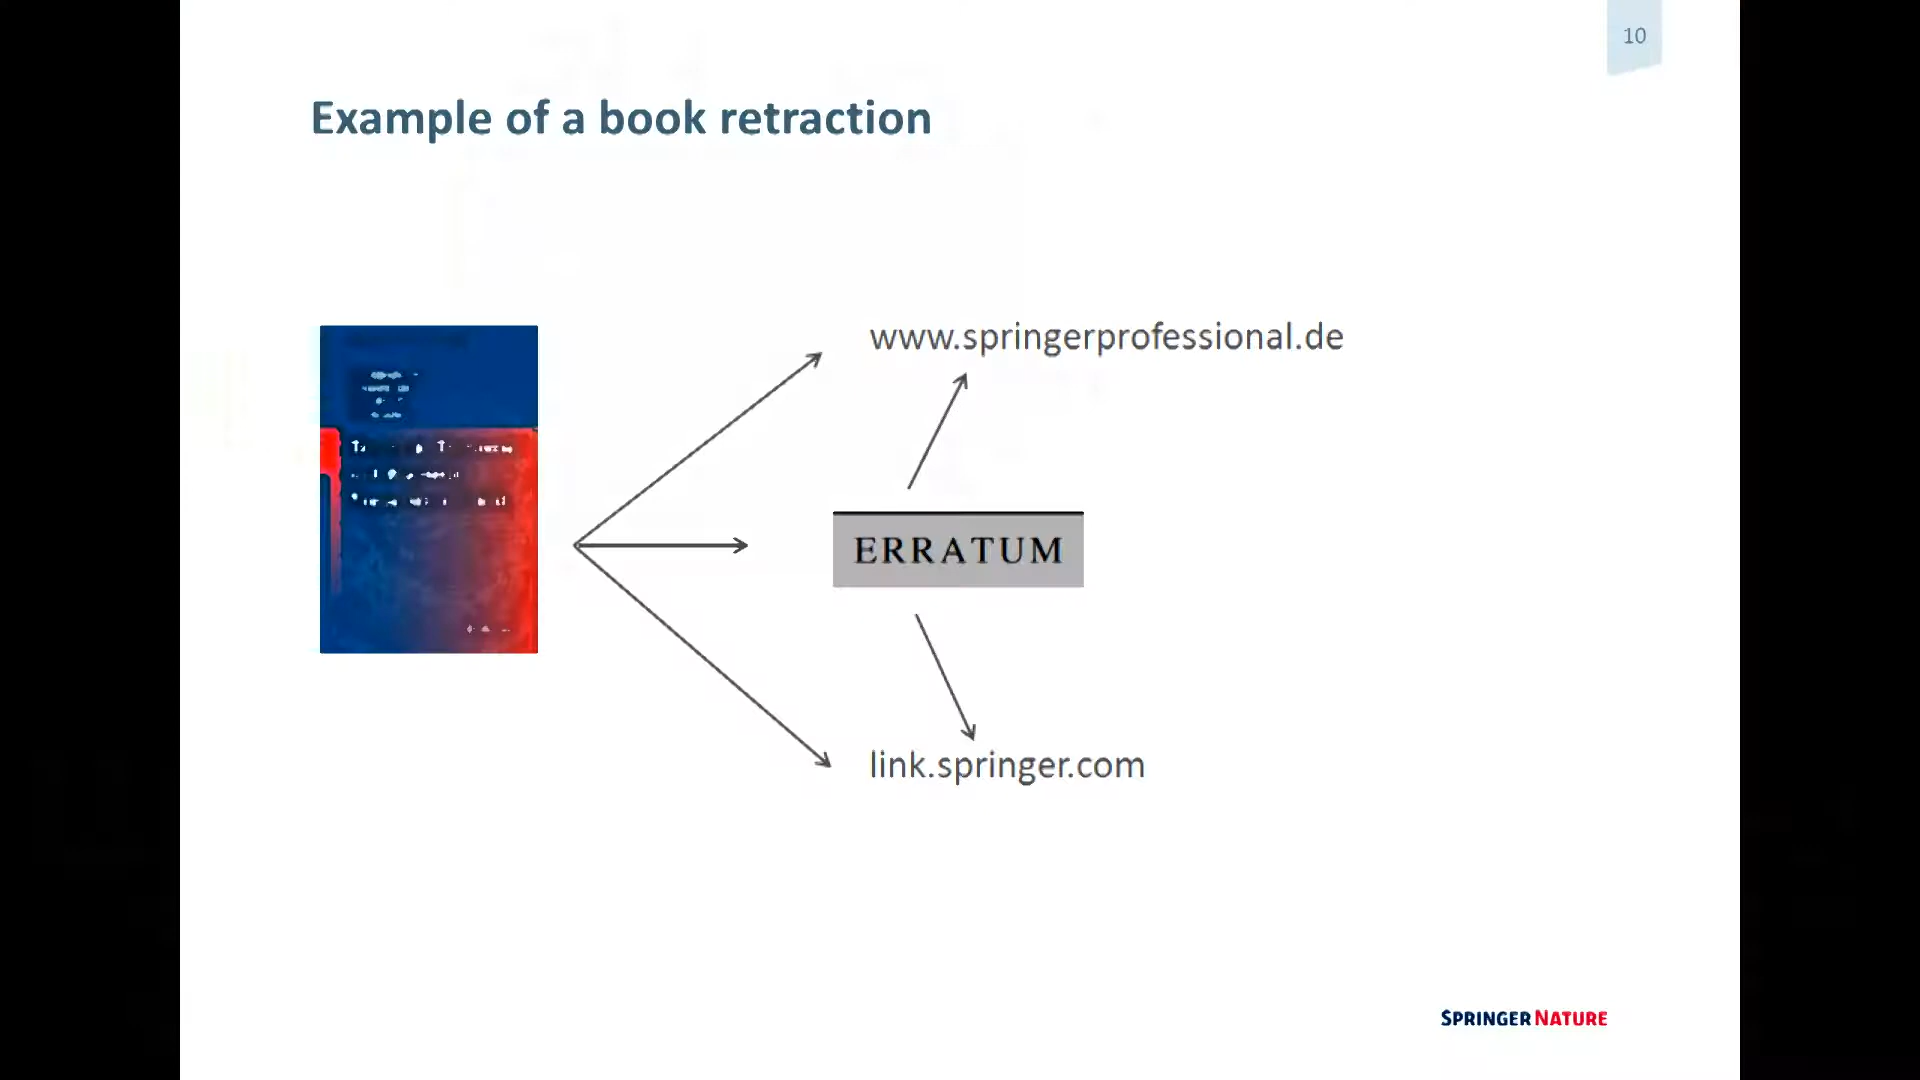 10
Example of a book retraction
www.springerprofessional.de
ERRATUM
link.springer.com
SPRINGER NATURE